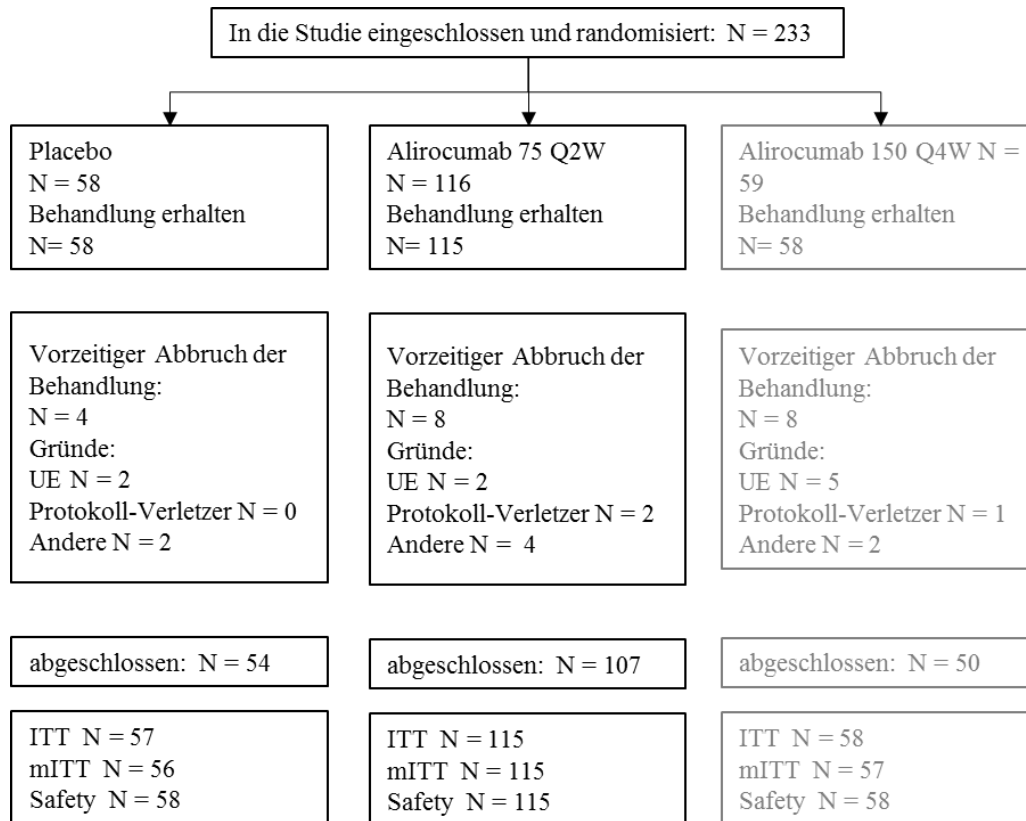 In die Studie eingeschlossen und randomisiert: N = 233
Placebo
N = 58
Behandlung erhalten
N= 58
Alirocumab 75 Q2W
N = 116
Behandlung erhalten
N= 115
Alirocumab 150 Q4W N =
59
Behandlung erhalten
N = 58
Vorzeitiger Abbruch der
Behandlung:
N = 4
Gründe:
UE N = 2
Protokoll-Verletzer N = 0
Andere N = 2
Vorzeitiger Abbruch der
Behandlung:
N = 8
Gründe:
UE N = 2
Protokoll-Verletzer N = 2
Andere N = 4
Vorzeitiger Abbruch der
Behandlung:
N = 8
Gründe:
UE N = 5
Protokoll-Verletzer N = 1
Andere N = 2
abgeschlossen: N = 54
abgeschlossen: N = 107
abgeschlossen: N = 50
ITT N = 57
mITT N = 56
Safety N = 58
ITT N = 115
mITT N = 115
Safety N = 115
ITT N = 58
mITT N = 57
Safety N = 58